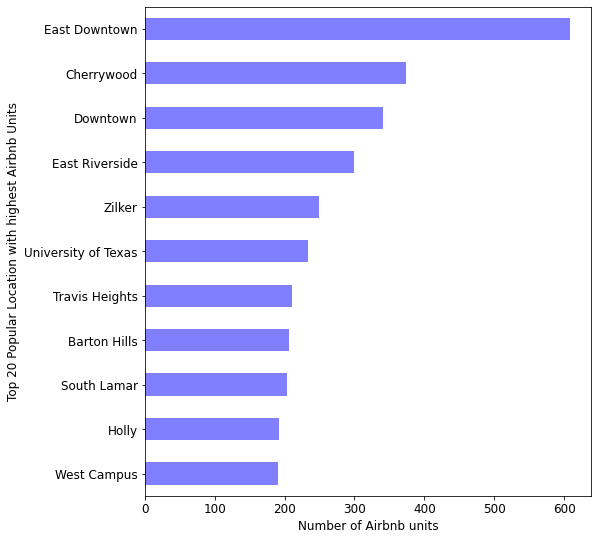 Top 20 Popular Location with highest Airbnb Units
East Downtown
Cherrywood
Downtown
East Riverside
Zilker
University of Texas
Travis Heights
Barton Hills
South Lamar
Holly
West Campus
0 100 200 300 400 500 600
Number of Airbnb units